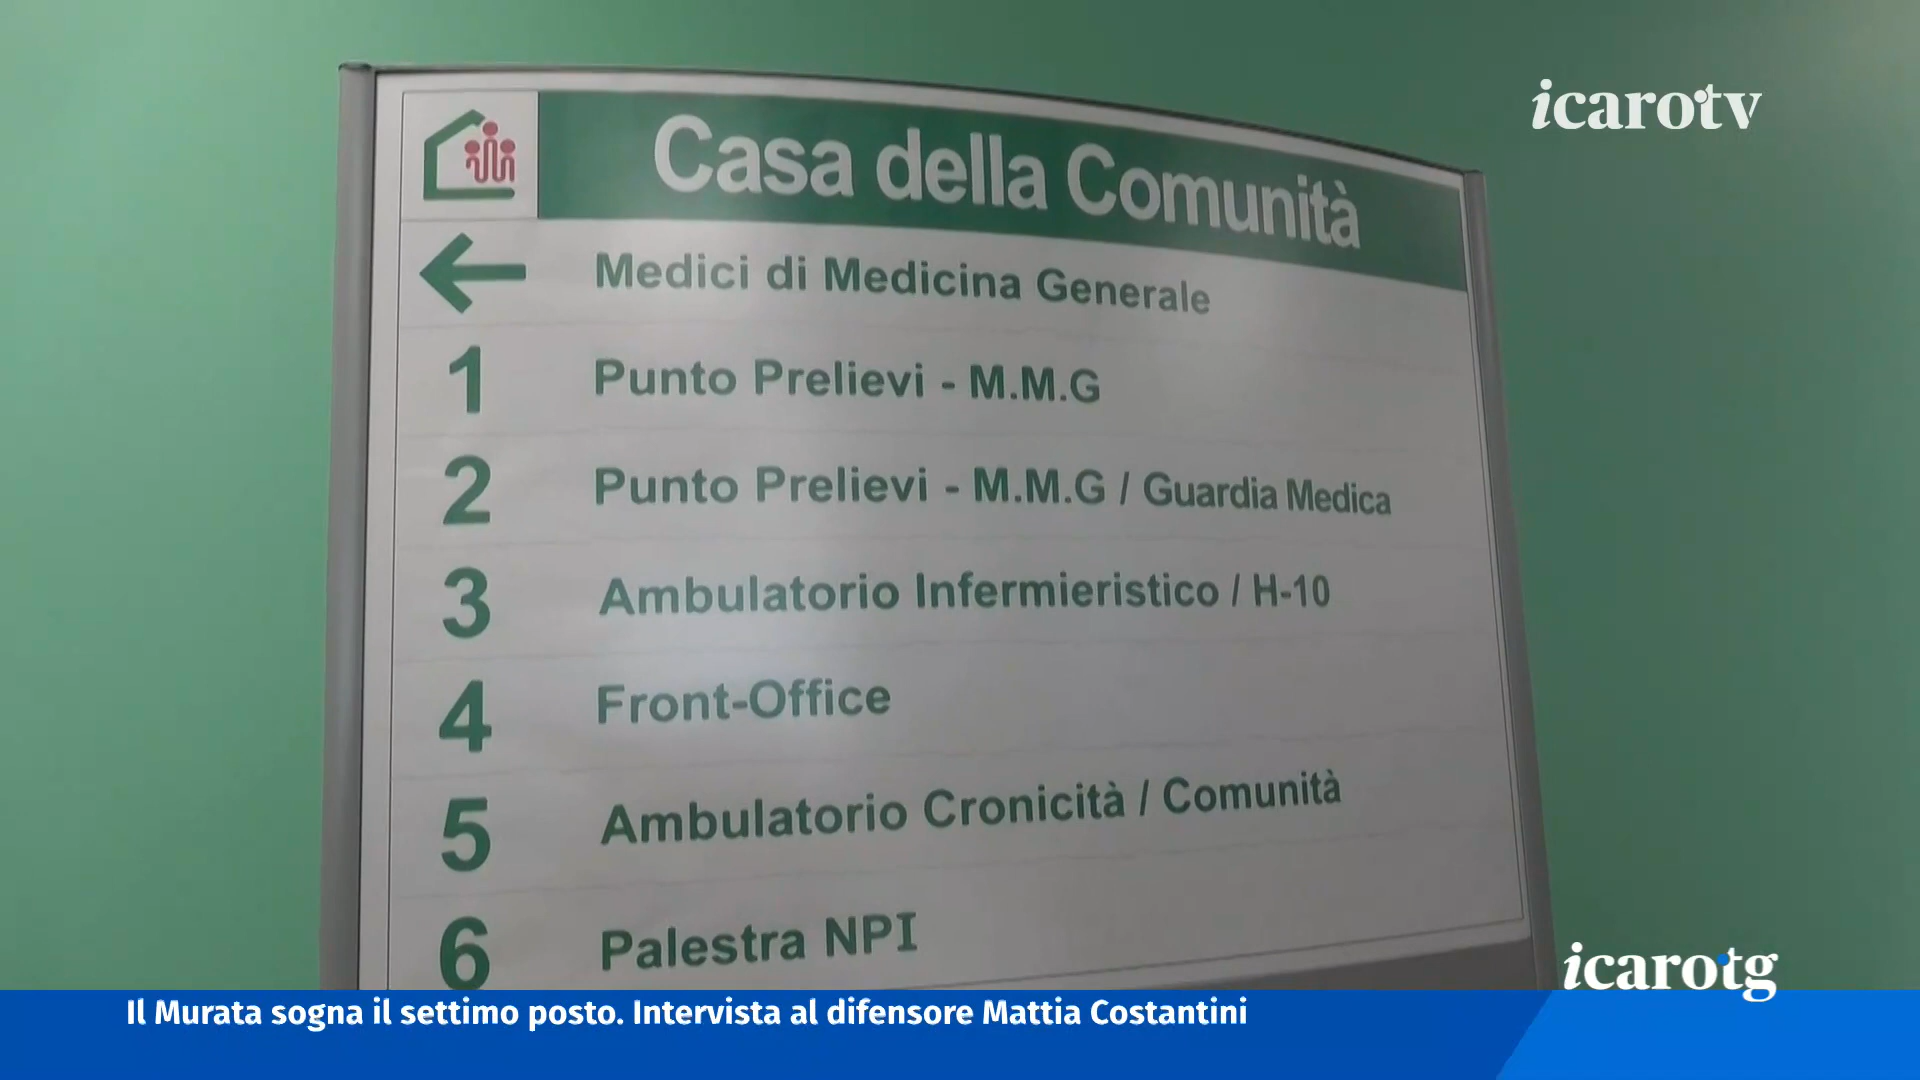 icarotv
Casa della Comunità
Medici di Medicina Generale
1 Punto Prelievi - M.M.G
2 Punto Prelievi - M.M.G / Guardia Medica
3 Ambulatorio Infermieristico / H-10
4 Front-Office
5 Ambulatorio Cronicità / Comunità
6 Palestra NPI
icarotg
Il Murata sogna il settimo posto. Intervista al difensore Mattia Costantini